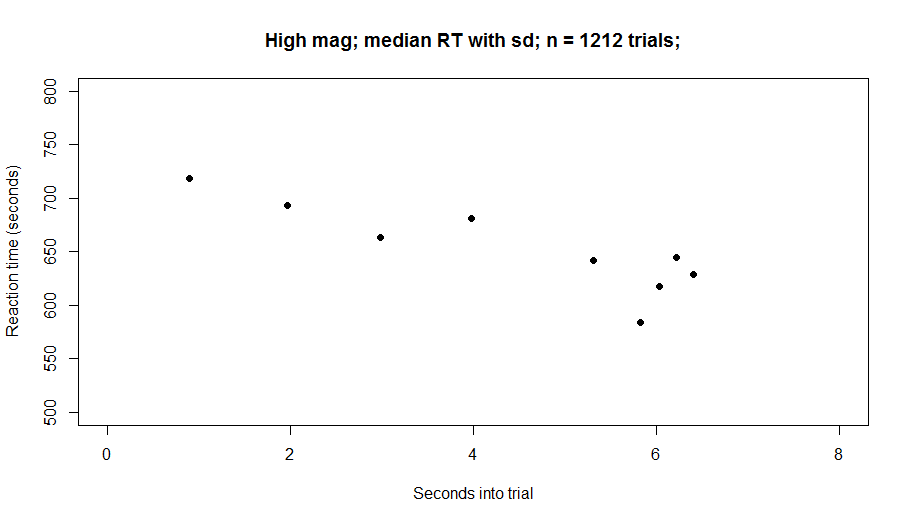 High mag; median RT with sd; n = 1212 trials;
Reaction time (seconds)
800
750
700
650
600
550
500
0 2 4 6 8
Seconds into trial